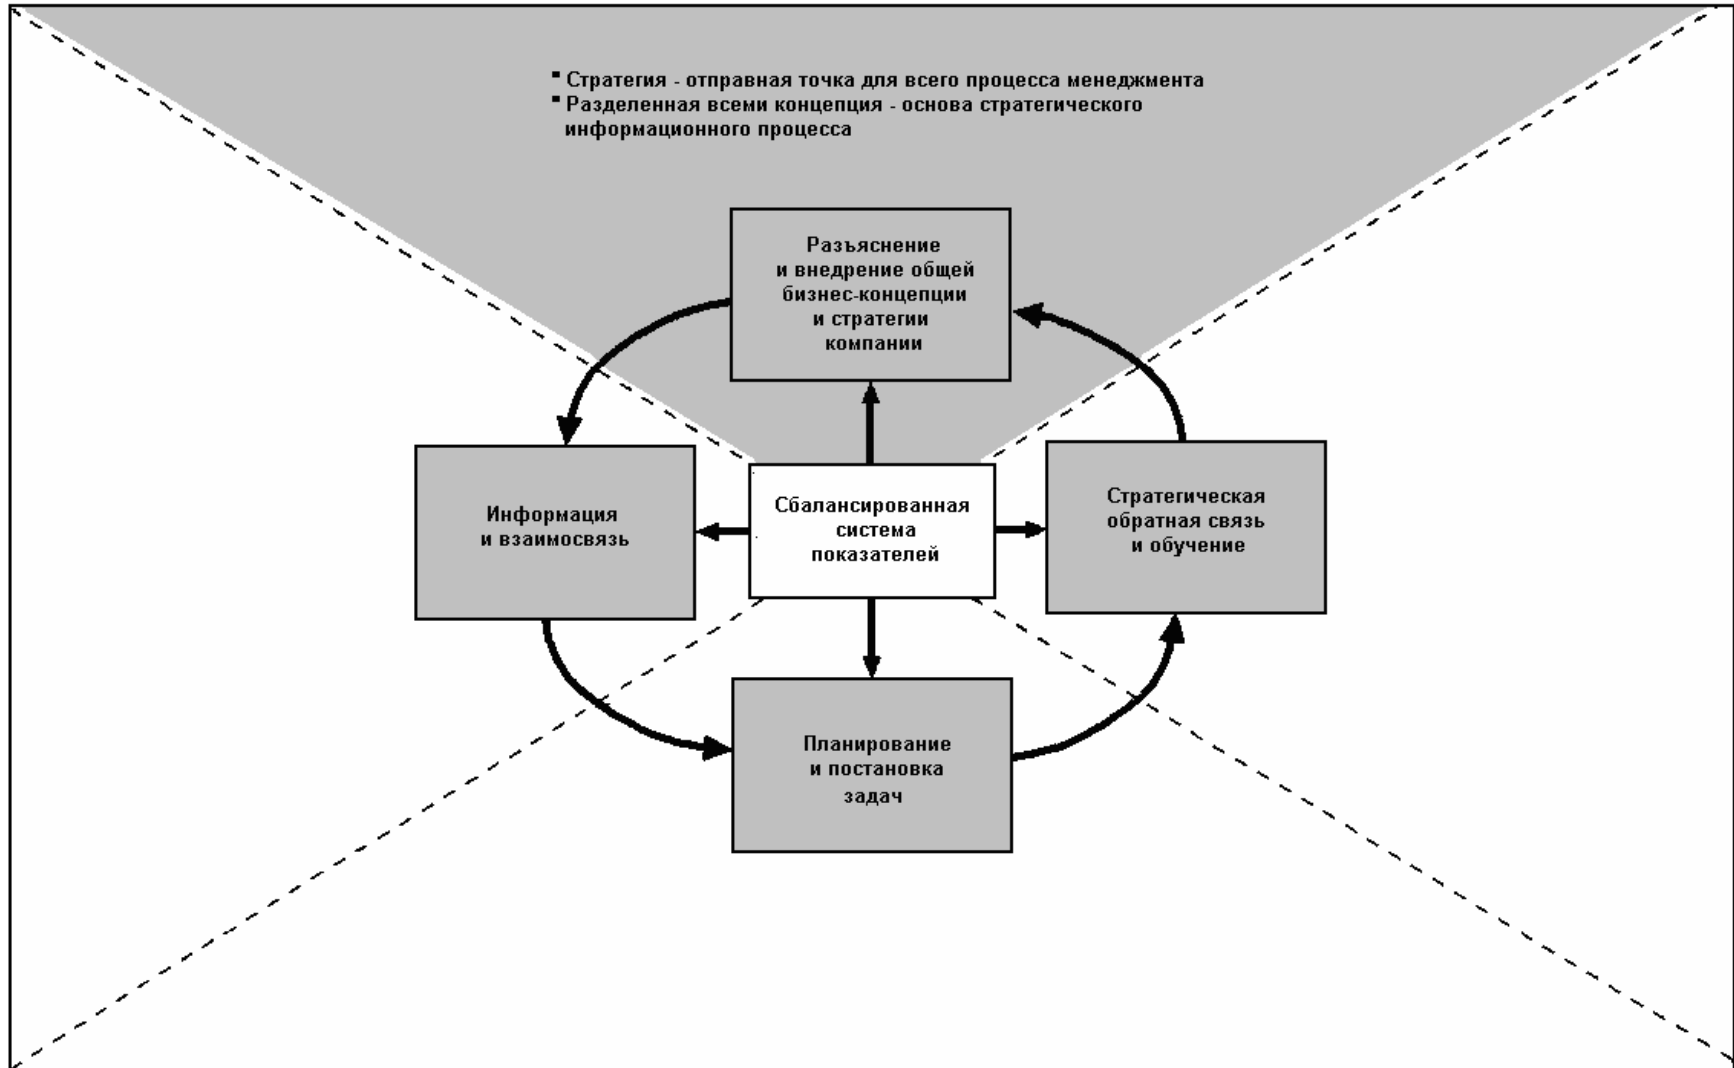 ▪ Стратегия - отправная точка для всего процесса менеджмента
▪ Разделенная всеми концепция - основа стратегического
информационного процесса
Разъяснение
и внедрение общей
бизнес-концепции
и стратегии
компании
Информация
и взаимосвязь
Сбалансированная
система
показателей
Стратегическая
обратная связь
и обучение
Планирование
и постановка
задач